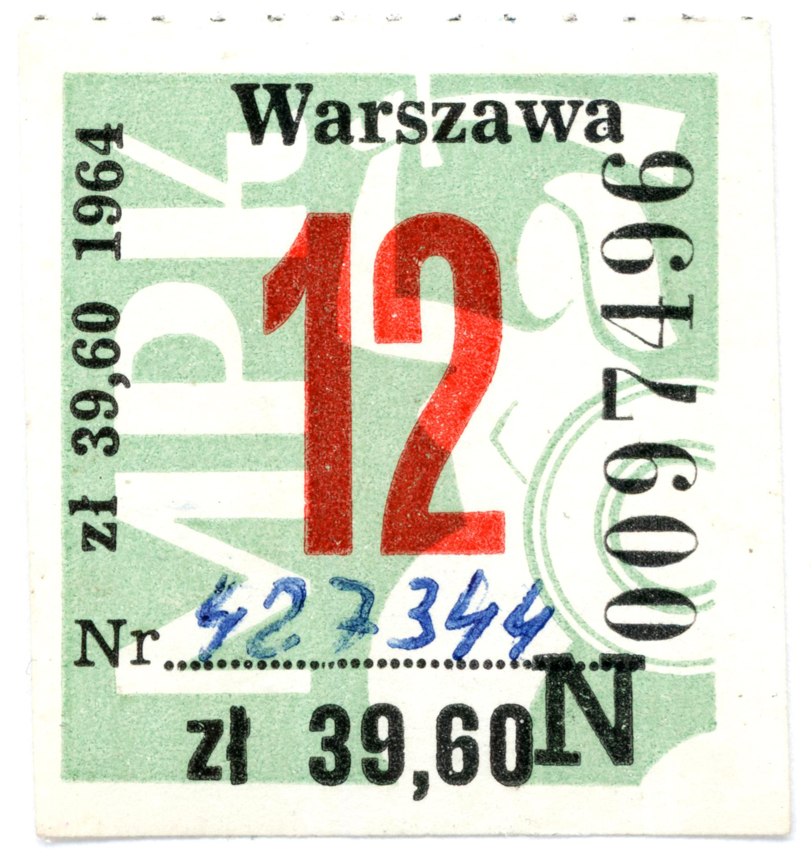 Warszawa
zł 39,60 1964
MPK
12
0097496
Nr 427344
zł 39,60 N